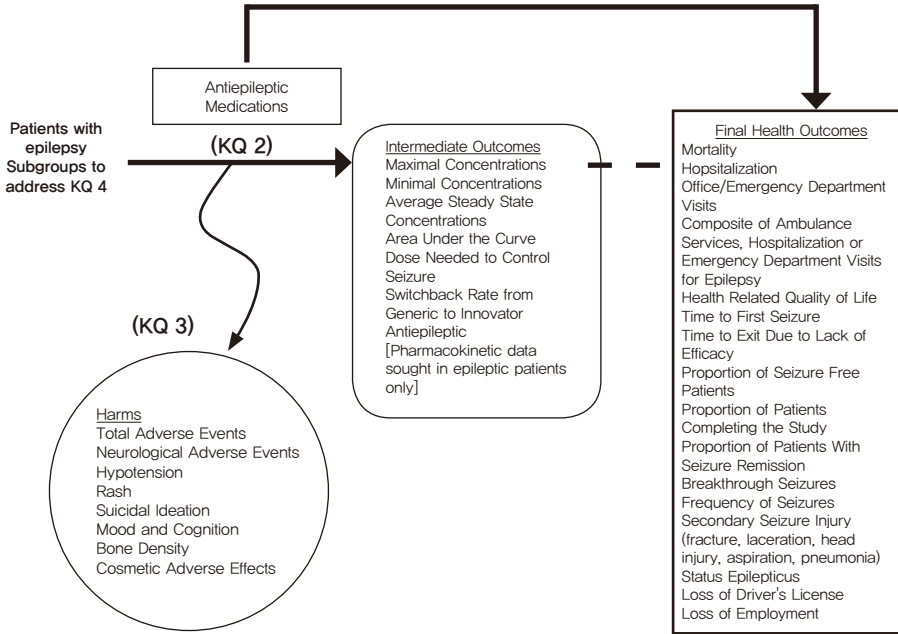 Antiepileptic
Medications
Patients with
epilepsy
Subgroups to
address KQ 4
(KQ 2)
(KQ 3)
Harms
Total Adverse Events
Neurological Adverse Events
Hypotension
Rash
Suicidal Ideation
Mood and Cognition
Bone Density
Cosmetic Adverse Effects
Intermediate Outcomes
Maximal Concentrations
Minimal Concentrations
Average Steady State
Concentrations
Area Under the Curve
Dose Needed to Control
Seizure
Switchback Rate from
Generic to Innovator
Antiepileptic
[Pharmacokinetic data
sought in epileptic patients
only]
Final Health Outcomes
Mortality
Hopsitalization
Office/Emergency Department
Visits
Composite of Ambulance
Services, Hospitalization or
Emergency Department Visits
for Epilepsy
Health Related Quality of Life
Time to First Seizure
Time to Exit Due to Lack of
Efficacy
Proportion of Seizure Free
Patients
Proportion of Patients
Completing the Study
Proportion of Patients With
Seizure Remission
Breakthrough Seizures
Frequency of Seizures
Secondary Seizure Injury
(fracture, laceration, head
injury, aspiration, pneumonia)
Status Epilepticus
Loss of Driver's License
Loss of Employment